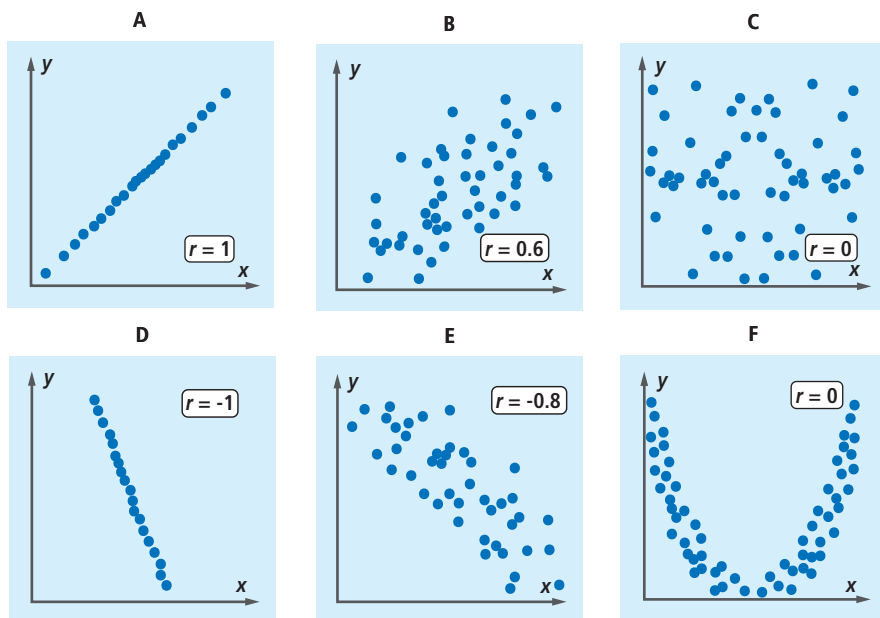 A
B
C
y
r = 1
x
y
r = 0.6
x
y
r = 0
x
D
E
F
y
r = -1
x
y
r = -0.8
x
y
r = 0
x